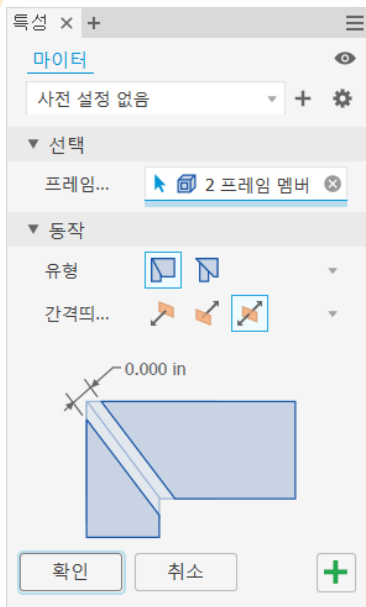 특성 × +
마이터
사전 설정 없음
선택
프레임...
2 프레임 멤버
동작
유형
간격띄...
0.000 in
확인
취소